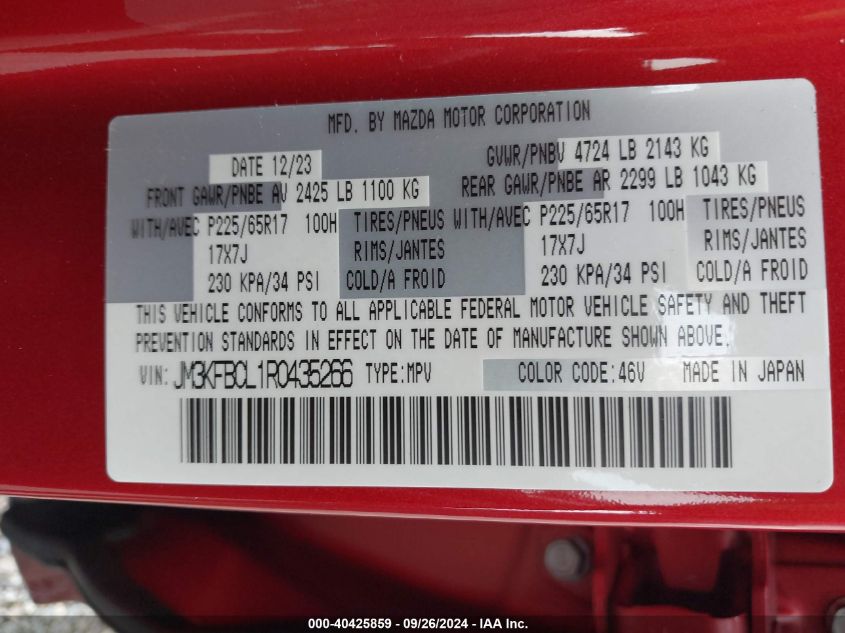 MFD. BY MAZDA MOTOR CORPORATION
DATE 12/23 GVWR/PNBV 4724 LB 2143 KG
FRONT GAWR/PNBE AV 2425 LB 1100 KG REAR GAWR/PNBE AR 2299 LB 1043 KG
WITH/AVEC P225/65R17 100H TIRES/PNEUS WITH/AVEC P225/65R17 100H TIRES/PNEUS
17X7J RIMS/JANTES 17X7J RIMS/JANTES
230 KPA/34 PSI COLD/A FROID 230 KPA/34 PSI COLD/A FROID
THIS VEHICLE CONFORMS TO ALL APPLICABLE FEDERAL MOTOR VEHICLE SAFETY AND THEFT
PREVENTION STANDARDS IN EFFECT ON THE DATE OF MANUFACTURE SHOWN ABOVE.
VIN: JM3KFBCL1R0435266 TYPE:MPV COLOR CODE:46V MADE IN JAPAN
000-40425859 - 09/26/2024 - IAA Inc.